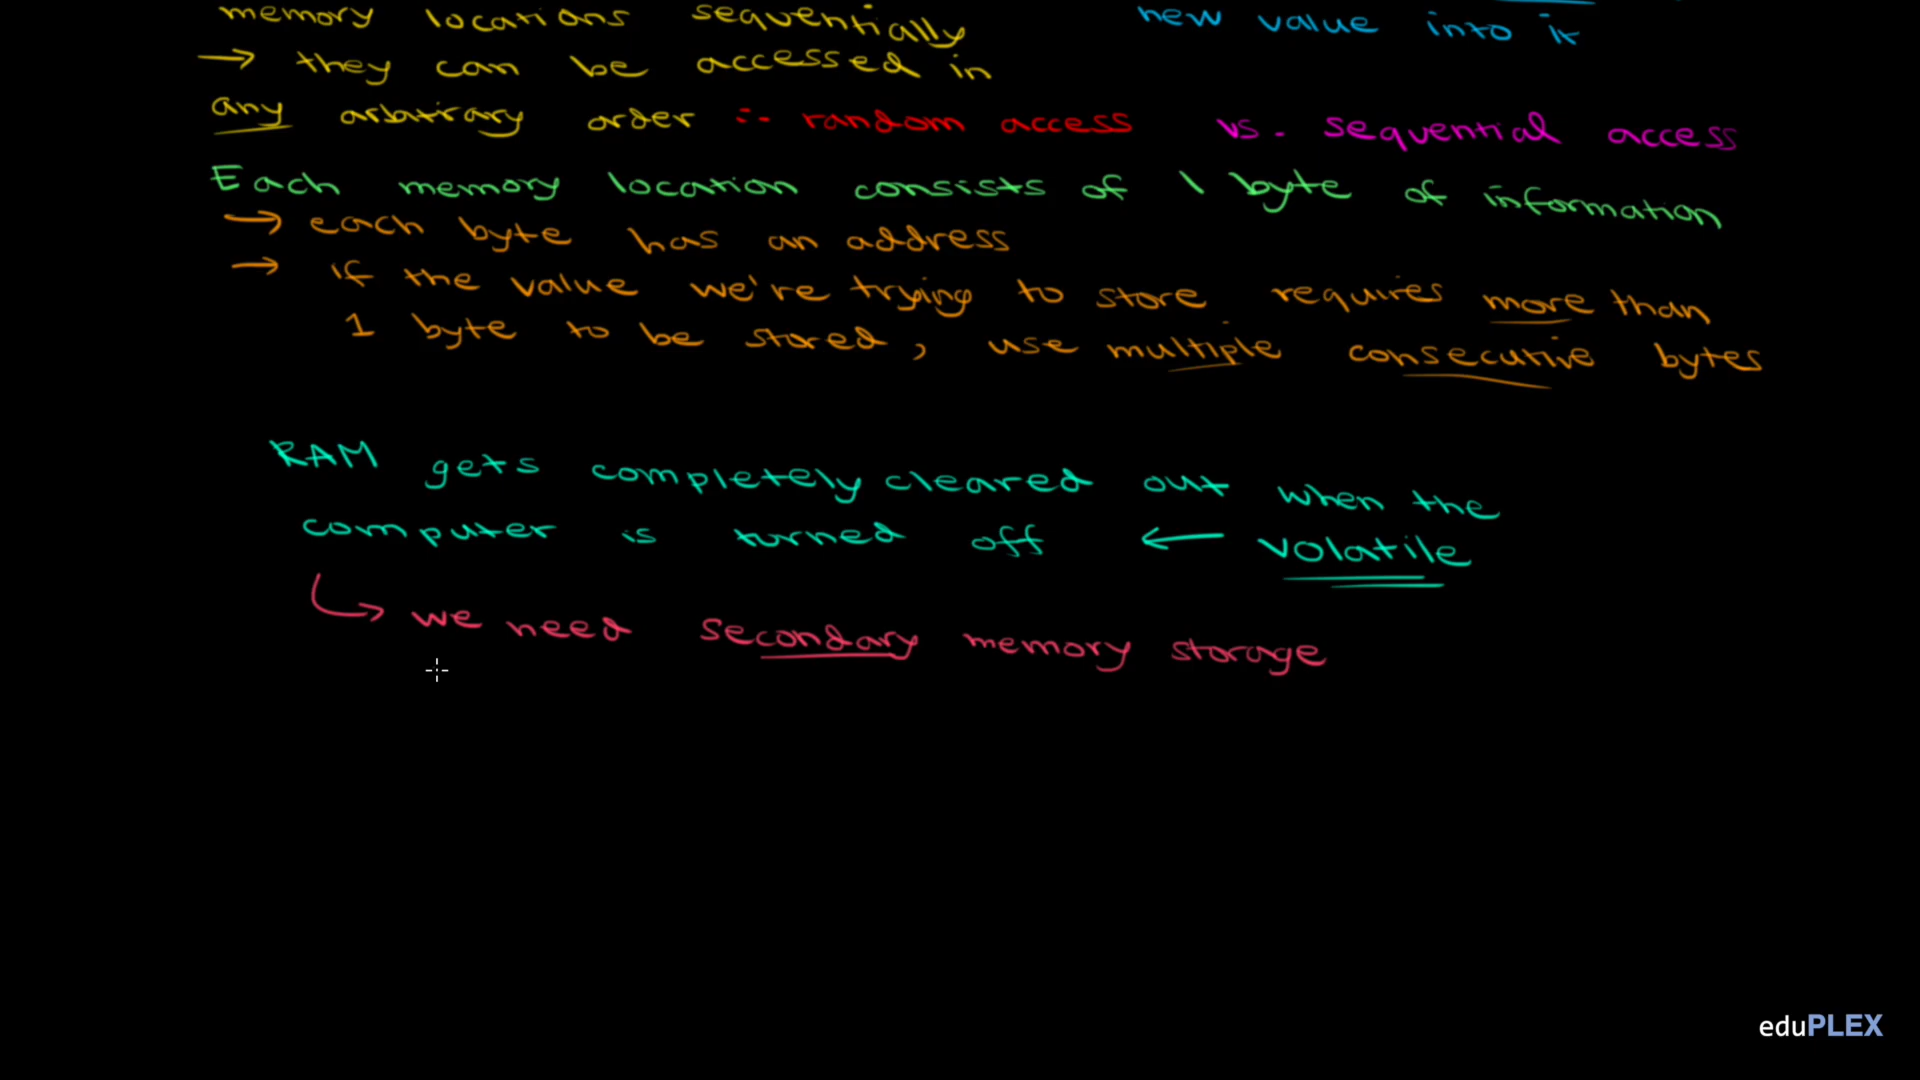 memory locations sequentially
new value into it
→ they can be accessed in
any arbitrary order ∴ random access vs. sequential access
Each memory location consists of 1 byte of information
→ each byte has an address
→ if the value we're trying to store requires more than
1 byte to be stored, use multiple consecutive bytes
RAM gets completely cleared out when the
computer is turned off ← volatile
↳ we need secondary memory storage
eduPLEX